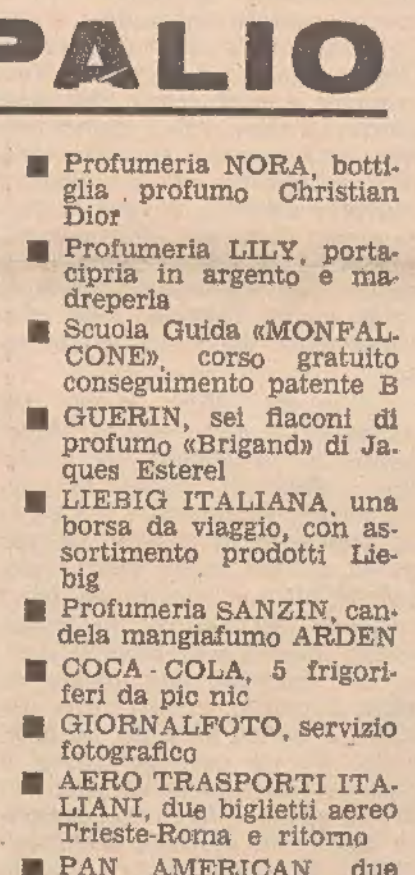 PALIO
■ Profumeria NORA, botti-
glia profumo Christian
Dior
■ Profumeria LILY, porta-
cipria in argento e ma-
dreperla
■ Scuola Guida «MONFAL-
CONE», corso gratuito
conseguimento patente B
■ GUERIN, sei flaconi di
profumo «Brigand» di Ja.
ques Esterel
■ LIEBIG ITALIANA, una
borsa da viaggio, con as-
sortimento prodotti Lie-
big
■ Profumeria SANZIN, can-
dela mangiafumo ARDEN
■ COCA - COLA, 5 frigori-
feri da pic nic
■ GIORNALFOTO, servizio
fotografico
■ AERO TRASPORTI ITA-
LIANI, due biglietti aereo
Trieste-Roma e ritorno
■ PAN AMERICAN due